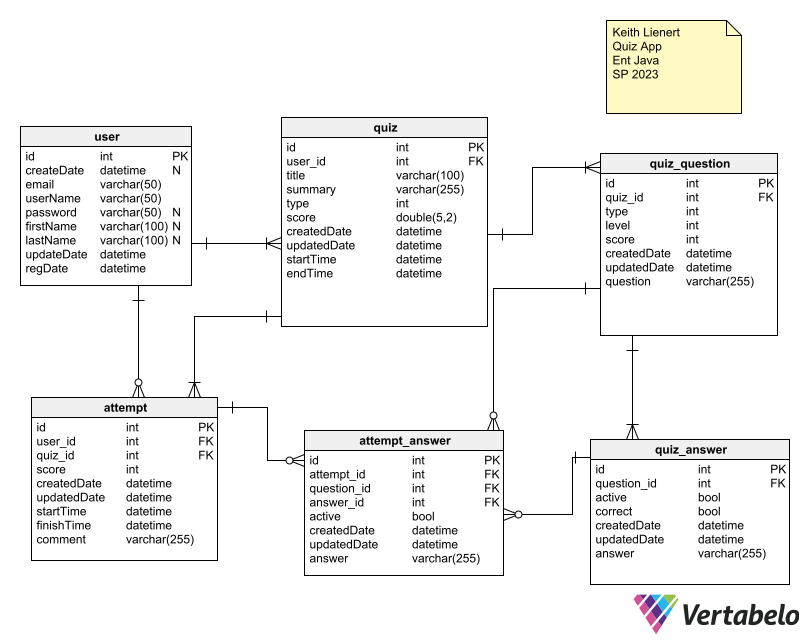 Keith Lienert
Quiz App
Ent Java
SP 2023
user
id int PK
createDate datetime N
email varchar(50)
userName varchar(50)
password varchar(50) N
firstName varchar(100) N
lastName varchar(100) N
updateDate datetime
regDate datetime
quiz
id int PK
user_id int FK
title varchar(100)
summary varchar(255)
type int
score double(5,2)
createdDate datetime
updatedDate datetime
startTime datetime
endTime datetime
quiz_question
id int PK
quiz_id int FK
type int
level int
score int
createdDate datetime
updatedDate datetime
question varchar(255)
attempt
id int PK
user_id int FK
quiz_id int FK
score int
createdDate datetime
updatedDate datetime
startTime datetime
finishTime datetime
comment varchar(255)
attempt_answer
id int PK
attempt_id int FK
question_id int FK
answer_id int FK
active bool
createdDate datetime
updatedDate datetime
answer varchar(255)
quiz_answer
id int PK
question_id int FK
active bool
correct bool
createdDate datetime
updatedDate datetime
answer varchar(255)
Vertabelo